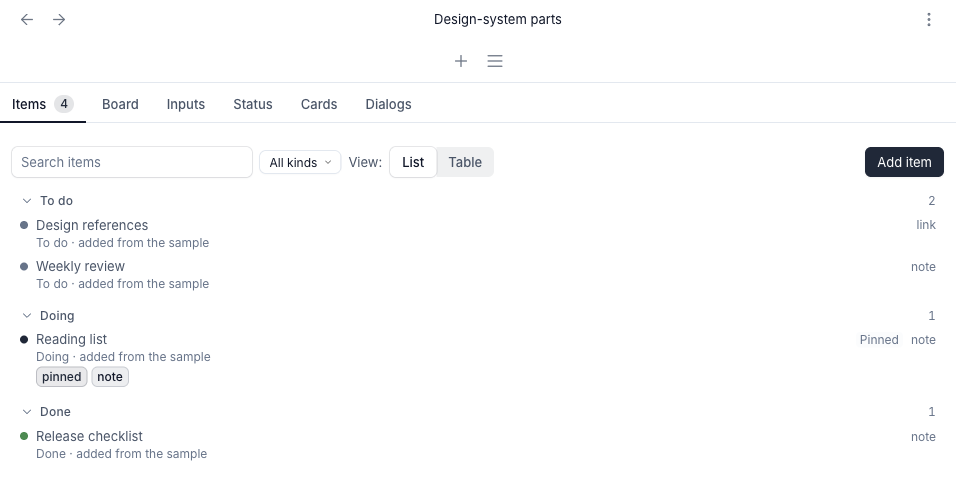 Design-system parts
Items 4 Board Inputs Status Cards Dialogs
Search items All kinds View: List Table Add item
To do 2
Design references link
To do · added from the sample
Weekly review note
To do · added from the sample
Doing 1
Reading list Pinned note
Doing · added from the sample
pinned note
Done 1
Release checklist note
Done · added from the sample